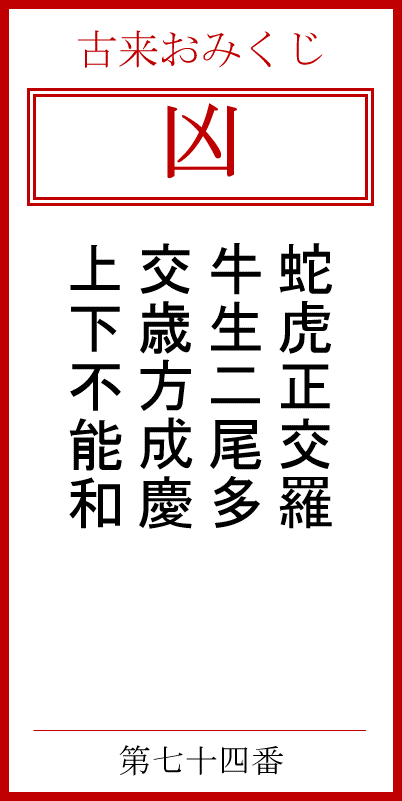 古来おみくじ
凶
蛇虎正交羅
牛生二尾多
交歳方成慶
上下不能和
第七十四番